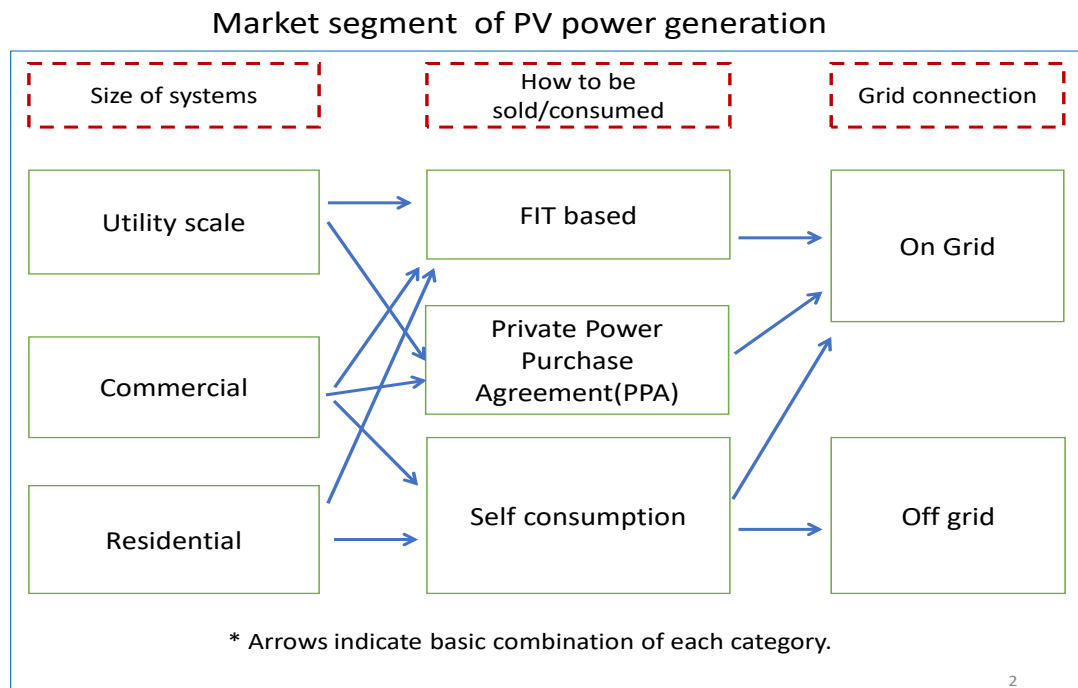 Market segment of PV power generation
Size of systems
How to be
sold/consumed
Grid connection
Utility scale
FIT based
On Grid
Commercial
Private Power
Purchase
Agreement(PPA)
Residential
Self consumption
Off grid
* Arrows indicate basic combination of each category.
2